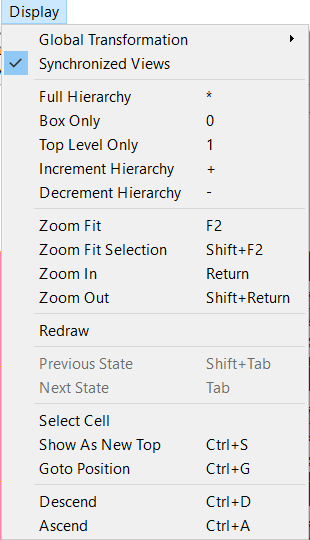 Display
Global Transformation
Synchronized Views
Full Hierarchy *
Box Only 0
Top Level Only 1
Increment Hierarchy +
Decrement Hierarchy -
Zoom Fit F2
Zoom Fit Selection Shift+F2
Zoom In Return
Zoom Out Shift+Return
Redraw
Previous State Shift+Tab
Next State Tab
Select Cell
Show As New Top Ctrl+S
Goto Position Ctrl+G
Descend Ctrl+D
Ascend Ctrl+A